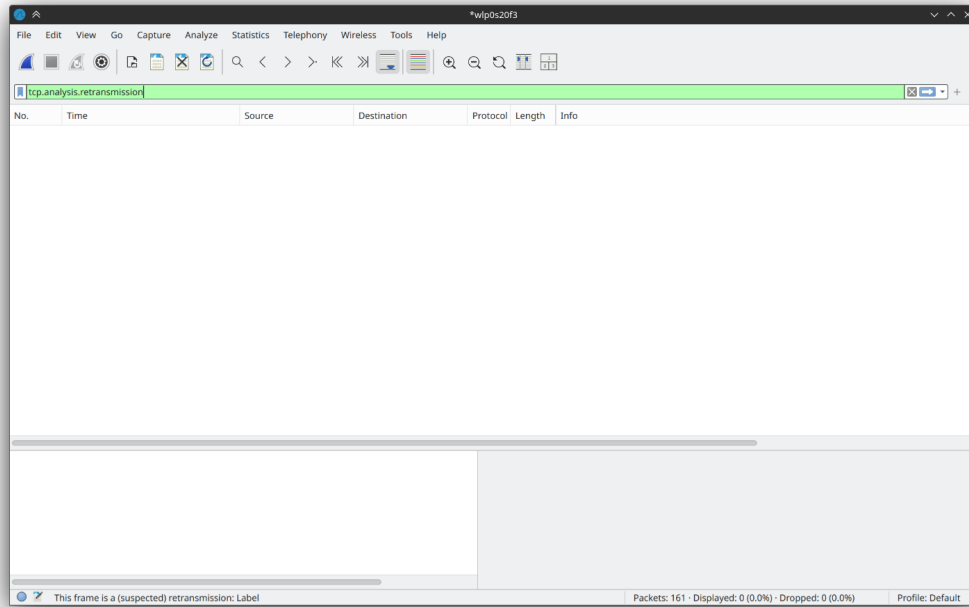 *wlp0s20f3
File Edit View Go Capture Analyze Statistics Telephony Wireless Tools Help
tcp.analysis.retransmission
No. Time Source Destination Protocol Length Info
This frame is a (suspected) retransmission: Label Packets: 161 · Displayed: 0 (0.0%) · Dropped: 0 (0.0%) Profile: Default